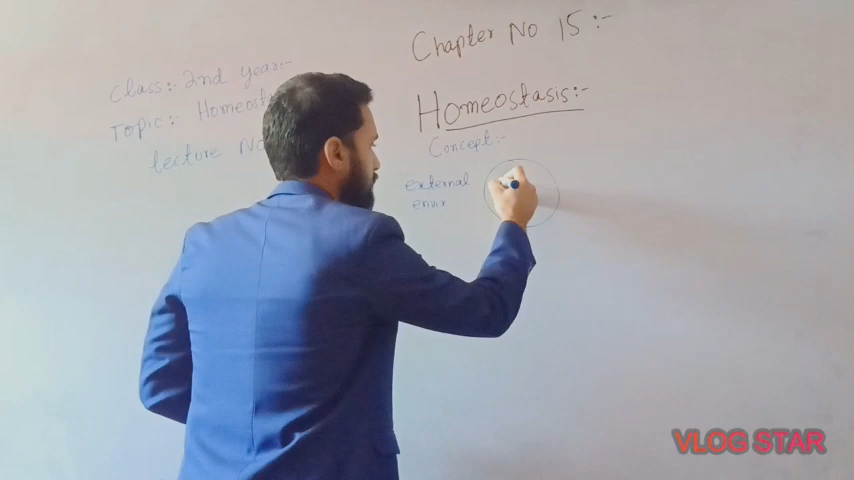 Chapter No 15:-
Class:- 2nd year:-
Topic:- Homeost
lecture No
Homeostasis:-
Concept:-
external
envir
VLOG STAR